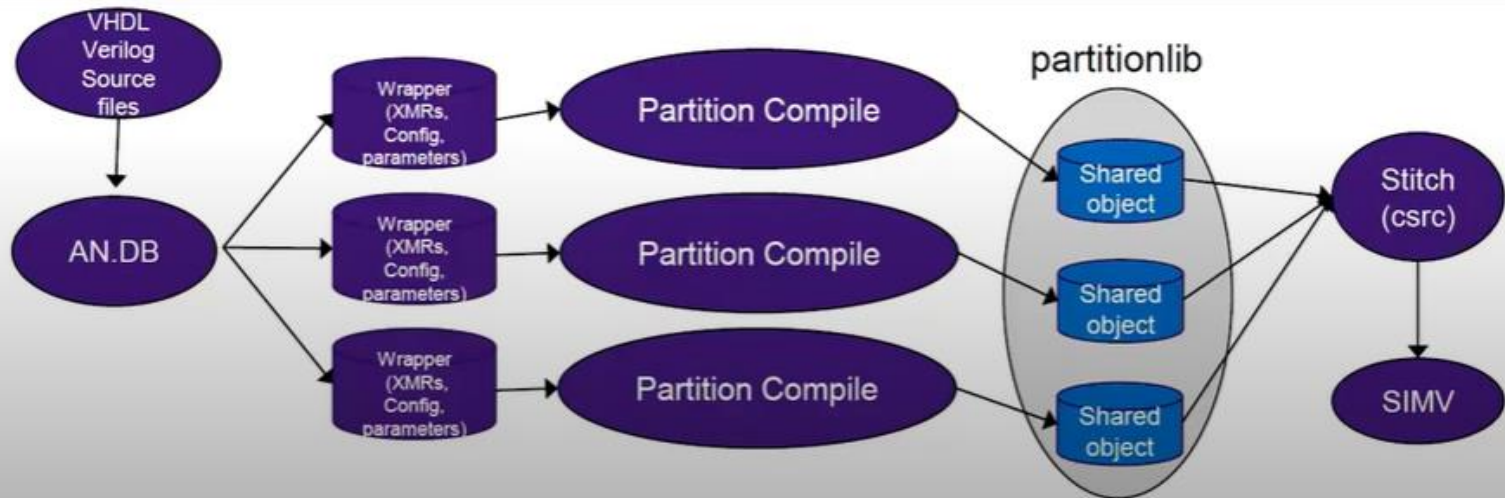 VHDL
Verilog
Source
files
AN.DB
Wrapper
(XMRs,
Config,
parameters)
Partition Compile
Wrapper
(XMRs,
Config,
parameters)
Partition Compile
Wrapper
(XMRs,
Config,
parameters)
Partition Compile
partitionlib
Shared
object
Shared
object
Shared
object
Stitch
(csrc)
SIMV